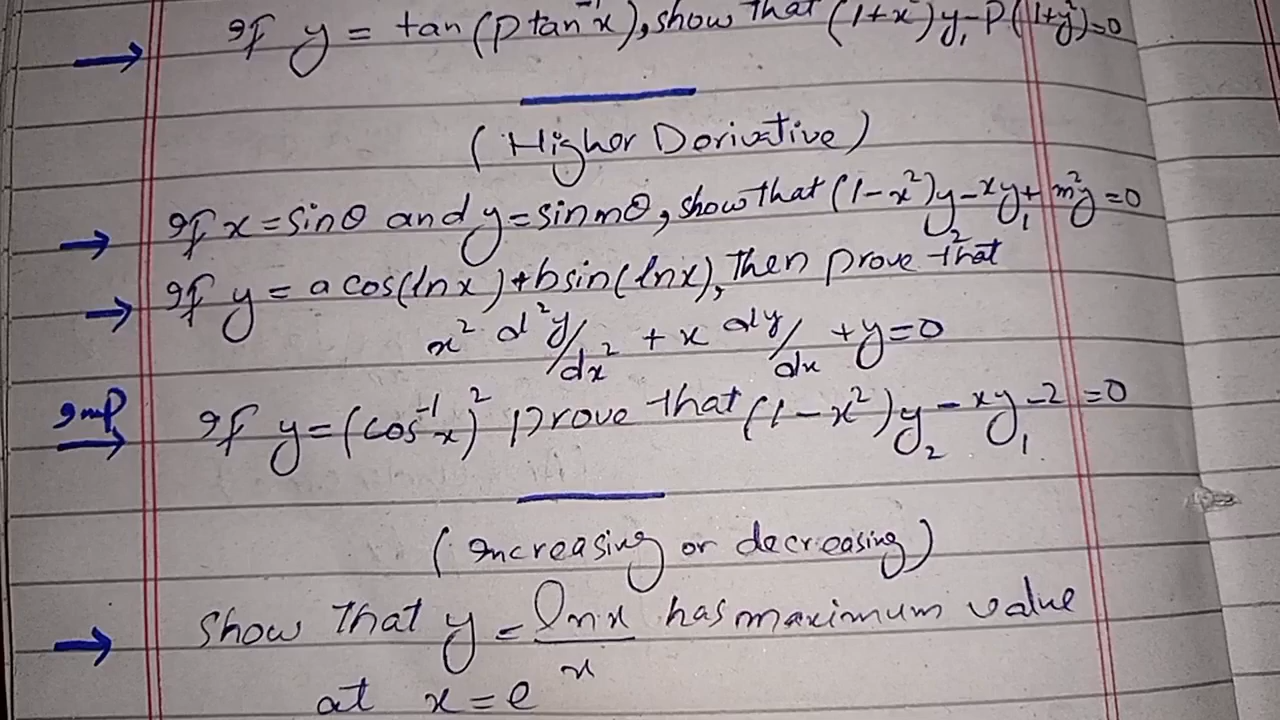 If y = tan(P tan⁻¹x), show that (1+x²)y₁-P(1+y²)=0
(Higher Derivative)
If x = sinθ and y = sin mθ, show that (1-x²)y₂-xy₁+m²y=0
If y = a cos(ln x)+b sin(ln x), Then prove that
x² d²y/dx² + x dy/dx + y=0
Imp If y=(cos⁻¹x)² prove that (1-x²)y₂-xy₁-2=0
(Increasing or decreasing)
Show That y = ln x / x has maximum value
at x = e